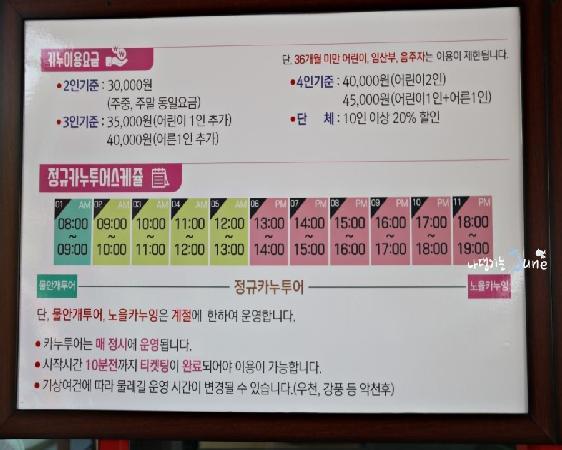 카누이용요금
단, 36개월 미만 어린이, 임산부, 음주자는 이용이 제한됩니다.
• 2인기준 : 30,000원
(주중, 주말 동일요금)
• 3인기준 : 35,000원(어린이 1인 추가)
40,000원(어른1인 추가)
• 4인기준 : 40,000원(어린이2인)
45,000원(어린이1인+어른1인)
• 단 체 : 10인 이상 20% 할인
정규카누투어스케쥴
01 AM 02 AM 03 AM 04 AM 05 AM 06 PM 07 PM 08 PM 09 PM 10 PM 11 PM
08:00 09:00 10:00 11:00 12:00 13:00 14:00 15:00 16:00 17:00 18:00
~ ~ ~ ~ ~ ~ ~ ~ ~ ~ ~
09:00 10:00 11:00 12:00 13:00 14:00 15:00 16:00 17:00 18:00 19:00
물안개투어 정규카누투어 노을카누잉
단, 물안개투어, 노을카누잉은 계절에 한하여 운영합니다.
• 카누투어는 매 정시에 운영됩니다.
• 시작시간 10분전까지 티켓팅이 완료되어야 이용이 가능합니다.
• 기상여건에 따라 물레길 운영 시간이 변경될 수 있습니다.(우천, 강풍 등 악천후)